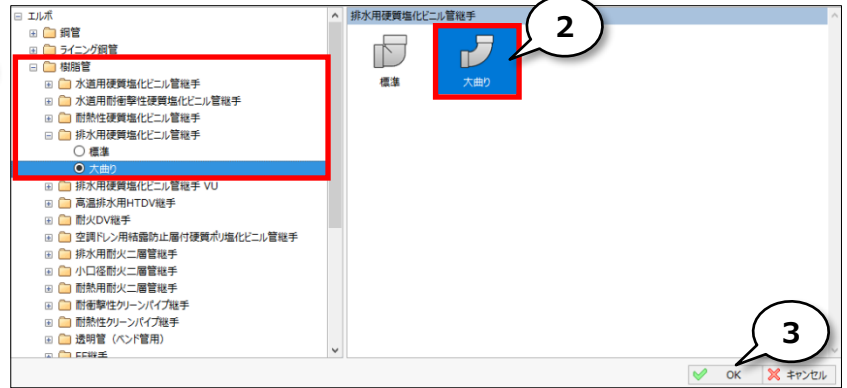 エルボ
鋼管
ライニング鋼管
樹脂管
水道用硬質塩化ビニル管継手
水道用耐衝撃性硬質塩化ビニル管継手
耐熱性硬質塩化ビニル管継手
排水用硬質塩化ビニル管継手
標準
大曲り
排水用硬質塩化ビニル管継手 VU
高温排水用HTDV継手
耐火DV継手
空調ドレン用結露防止層付硬質ポリ塩化ビニル管継手
排水用耐火二層管継手
小口径耐火二層管継手
耐熱用耐火二層管継手
耐衝撃性クリーンパイプ継手
耐熱性クリーンパイプ継手
透明管（ベンド管用）
EF継手
排水用硬質塩化ビニル管継手
標準
大曲り
2
3
OK
キャンセル